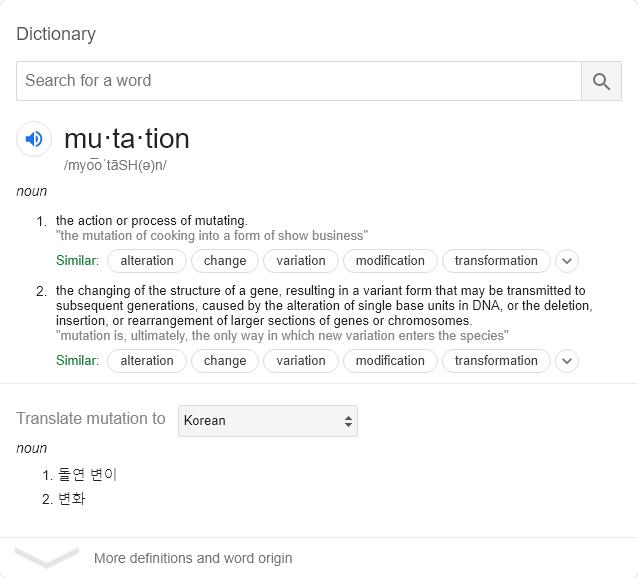 Dictionary
Search for a word
mu·ta·tion
/myo͞oˈtāSH(ə)n/
noun
1. the action or process of mutating.
"the mutation of cooking into a form of show business"
Similar: alteration change variation modification transformation
2. the changing of the structure of a gene, resulting in a variant form that may be transmitted to
subsequent generations, caused by the alteration of single base units in DNA, or the deletion,
insertion, or rearrangement of larger sections of genes or chromosomes.
"mutation is, ultimately, the only way in which new variation enters the species"
Similar: alteration change variation modification transformation
Translate mutation to Korean
noun
1. 돌연 변이
2. 변화
More definitions and word origin